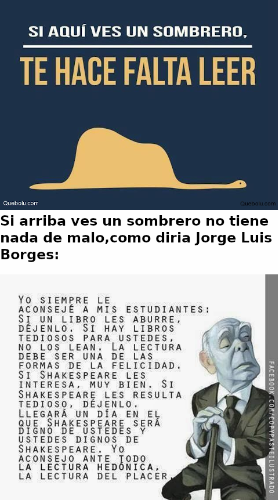 SI AQUÍ VES UN SOMBRERO,
TE HACE FALTA LEER
Quebolu.com
Quebolu.com
Si arriba ves un sombrero no tiene
nada de malo,como diria Jorge Luis
Borges:
Yo siempre le
aconsejé a mis estudiantes:
Si un libro les aburre,
déjenlo. Si hay libros
tediosos para ustedes,
no los lean. La lectura
debe ser una de las
formas de la felicidad.
Si Shakespeare les
interesa, muy bien. Si
Shakespeare les resulta
tedioso, déjenlo.
Llegará un día en el
que Shakespeare será
digno de ustedes y
ustedes dignos de
Shakespeare. Yo
aconsejo ante todo
la lectura hedónica,
la lectura del placer.